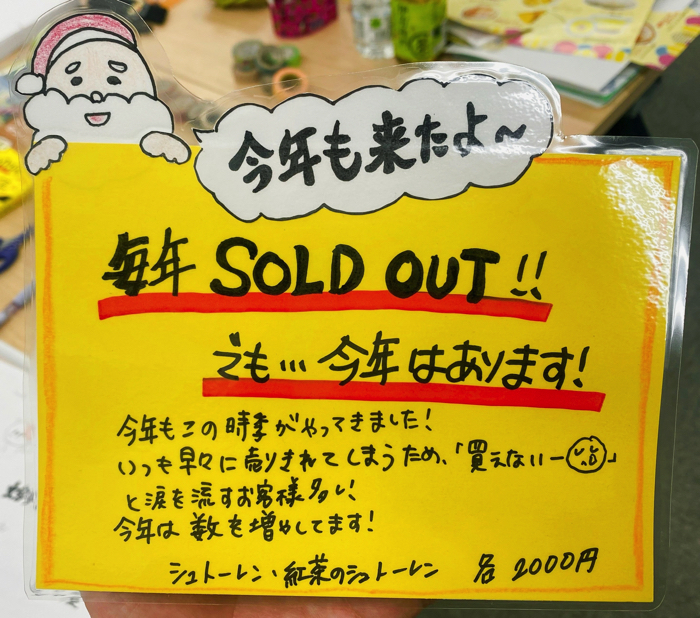 今年も来たよ～
毎年 SOLD OUT!!
でも…今年はあります!
今年もこの時季がやってきました!
いつも早々に売りきれてしまうため、「買えないー」
と涙を流すお客様多い!
今年は数を増やしてます!
シュトーレン・紅茶のシュトーレン 各 2000円